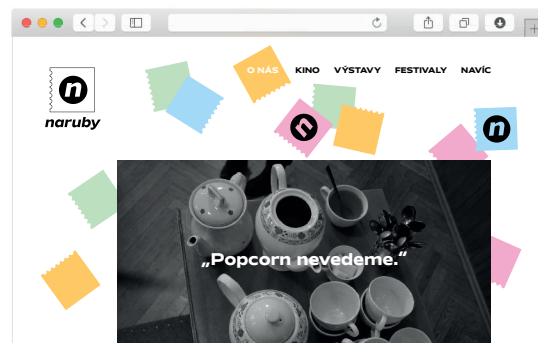 O NÁS KINO VÝSTAVY FESTIVALY NAVÍC
n
naruby
n
n
„Popcorn nevedeme.“